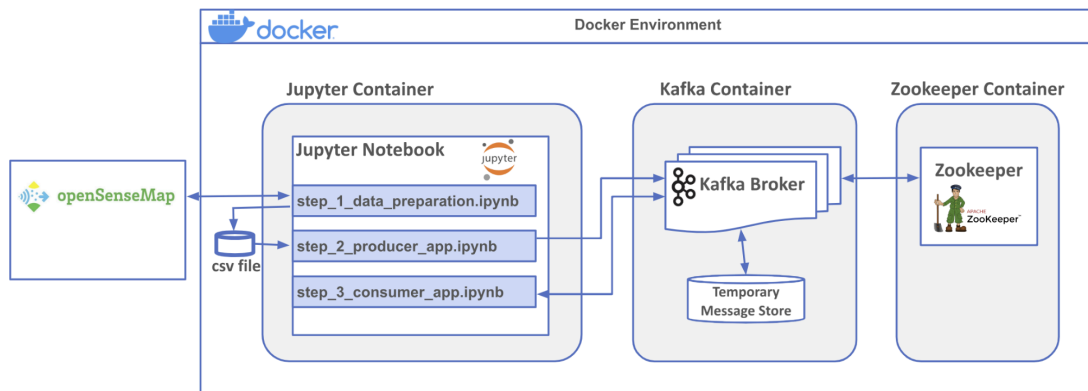 docker
Docker Environment
Jupyter Container
Kafka Container
Zookeeper Container
Jupyter Notebook
jupyter
openSenseMap
step_1_data_preparation.ipynb
Kafka Broker
Zookeeper
APACHE
ZooKeeper™
step_2_producer_app.ipynb
csv file
step_3_consumer_app.ipynb
Temporary
Message Store